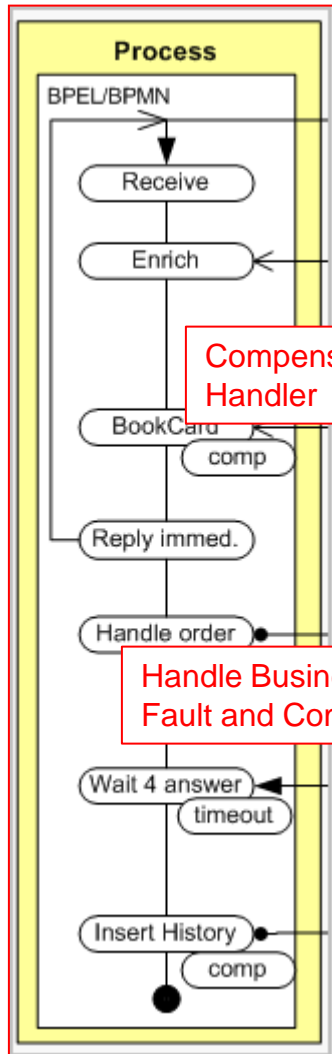 Process
BPEL/BPMN
Receive
Enrich
Handler
BookCard
comp
Reply immed.
Handle order
Handle
Fault and
Wait 4 answer
timeout
Insert History
comp